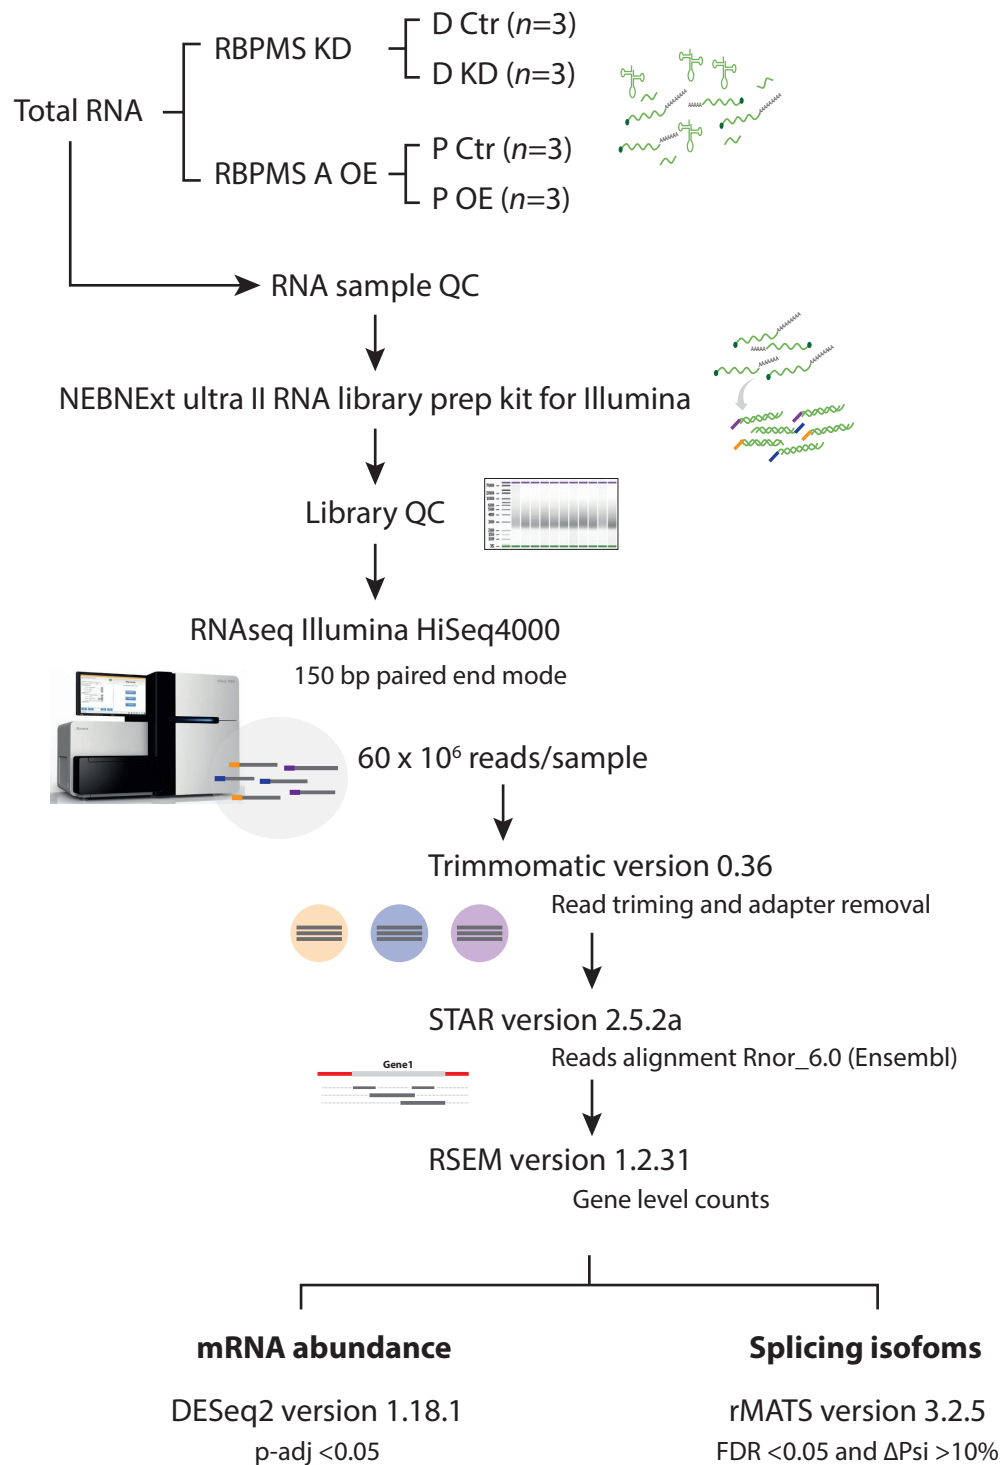 Total RNA
RBPMS KD
D Ctr (n=3)
D KD (n=3)
RBPMS A OE
P Ctr (n=3)
P OE (n=3)
RNA sample QC
NEBNExt ultra II RNA library prep kit for Illumina
Library QC
RNAseq Illumina HiSeq4000
150 bp paired end mode
60 x 10⁶ reads/sample
Trimmomatic version 0.36
Read triming and adapter removal
STAR version 2.5.2a
Reads alignment Rnor_6.0 (Ensembl)
Gene1
RSEM version 1.2.31
Gene level counts
mRNA abundance
DESeq2 version 1.18.1
p-adj <0.05
Splicing isofoms
rMATS version 3.2.5
FDR <0.05 and ΔPsi >10%